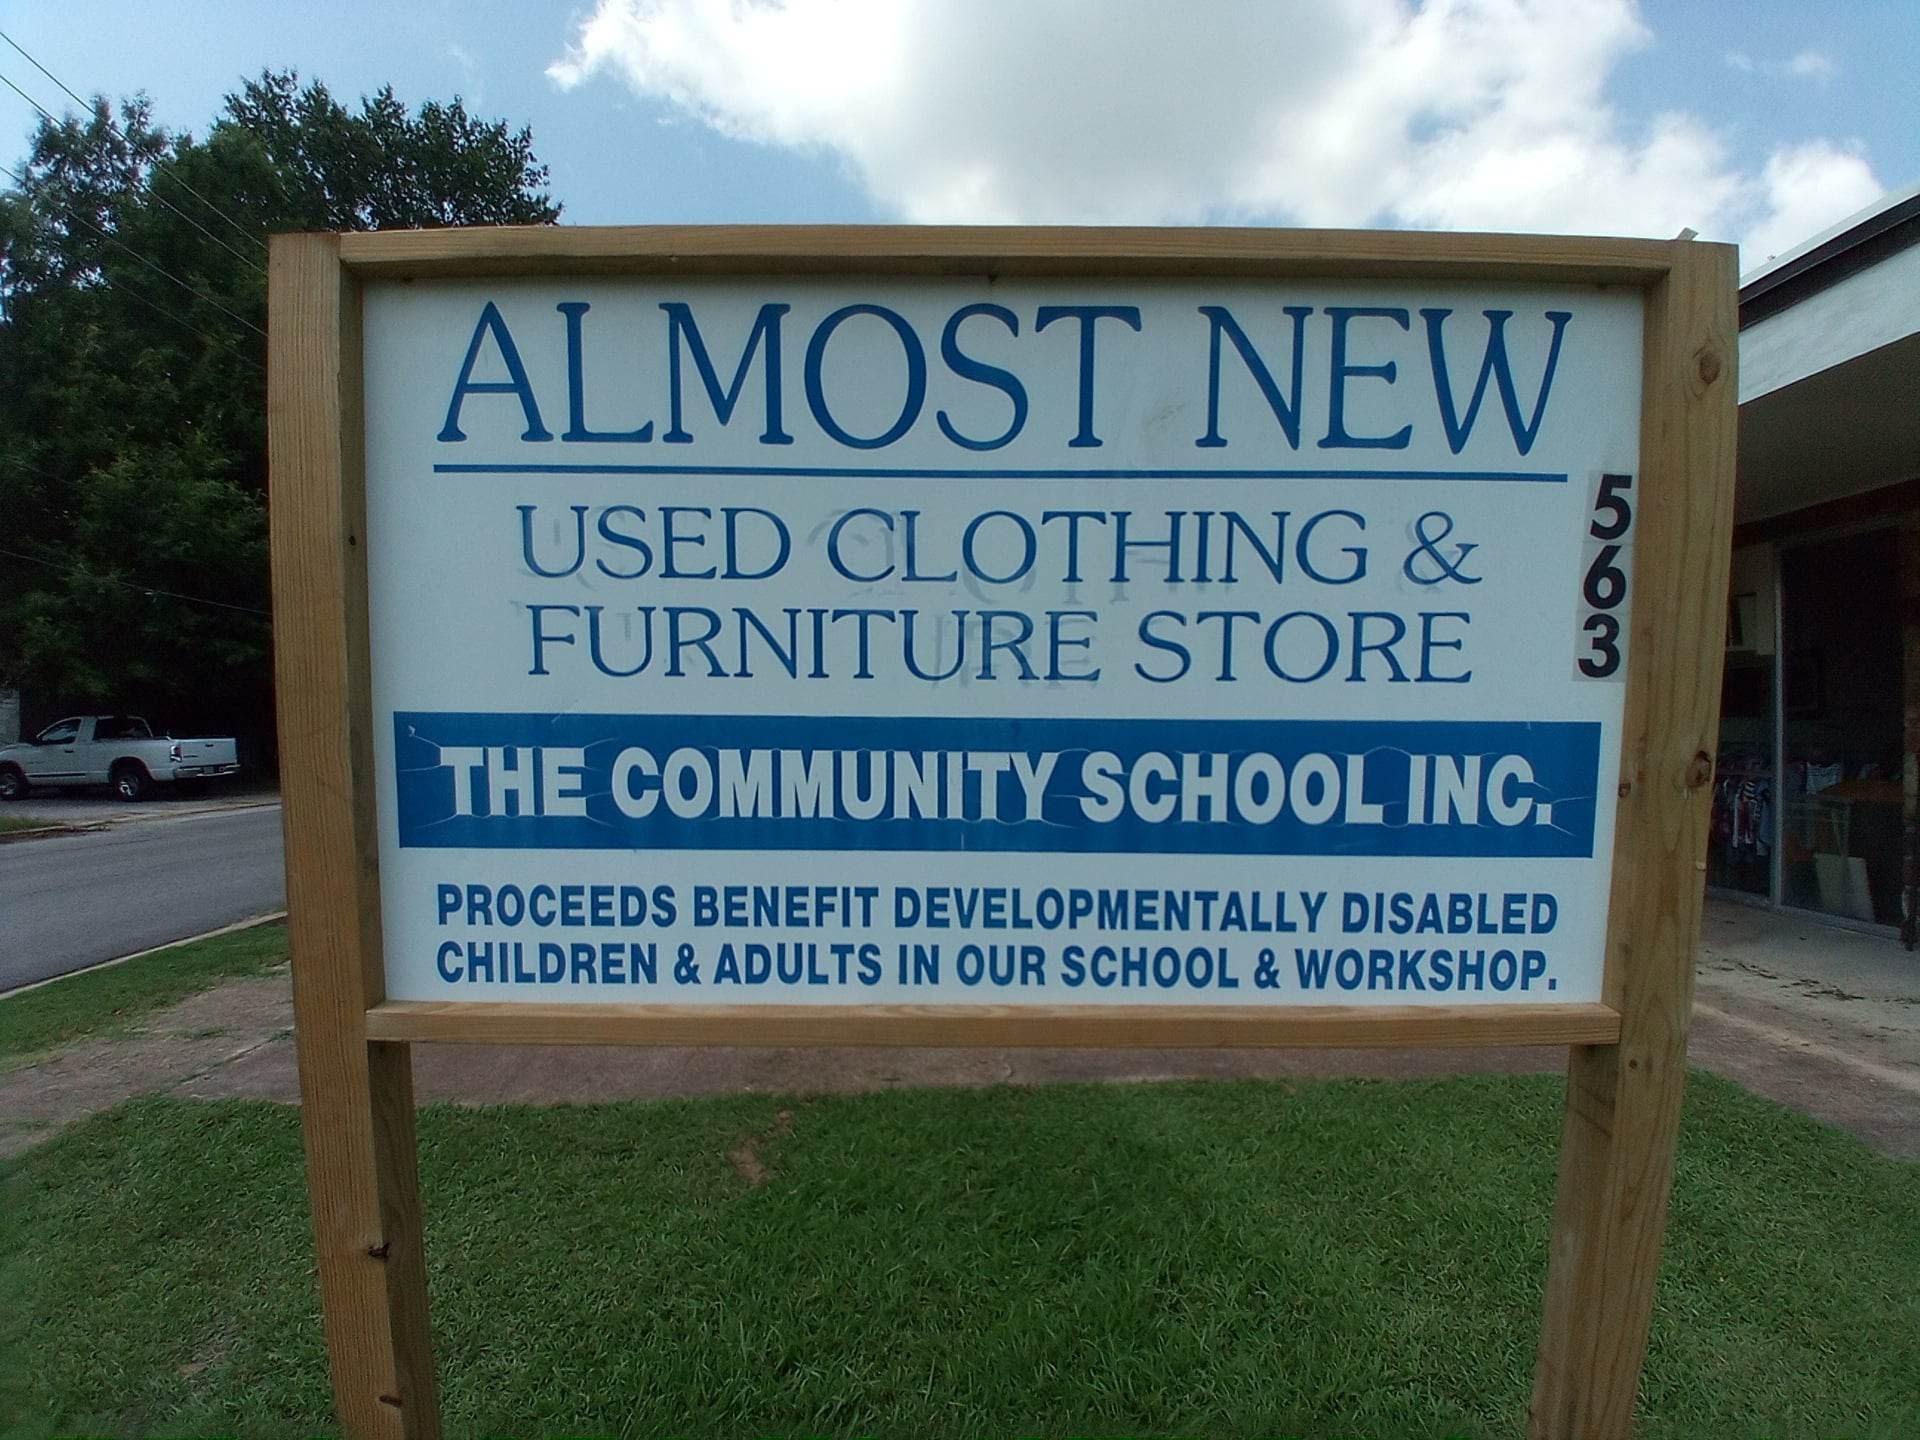 ALMOST NEW
USED CLOTHING &
FURNITURE STORE
563
THE COMMUNITY SCHOOL INC.
PROCEEDS BENEFIT DEVELOPMENTALLY DISABLED
CHILDREN & ADULTS IN OUR SCHOOL & WORKSHOP.